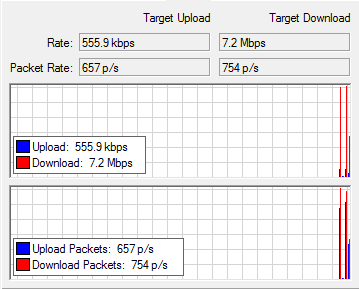 Target Upload Target Download
Rate: 555.9 kbps 7.2 Mbps
Packet Rate: 657 p/s 754 p/s
Upload: 555.9 kbps
Download: 7.2 Mbps
Upload Packets: 657 p/s
Download Packets: 754 p/s